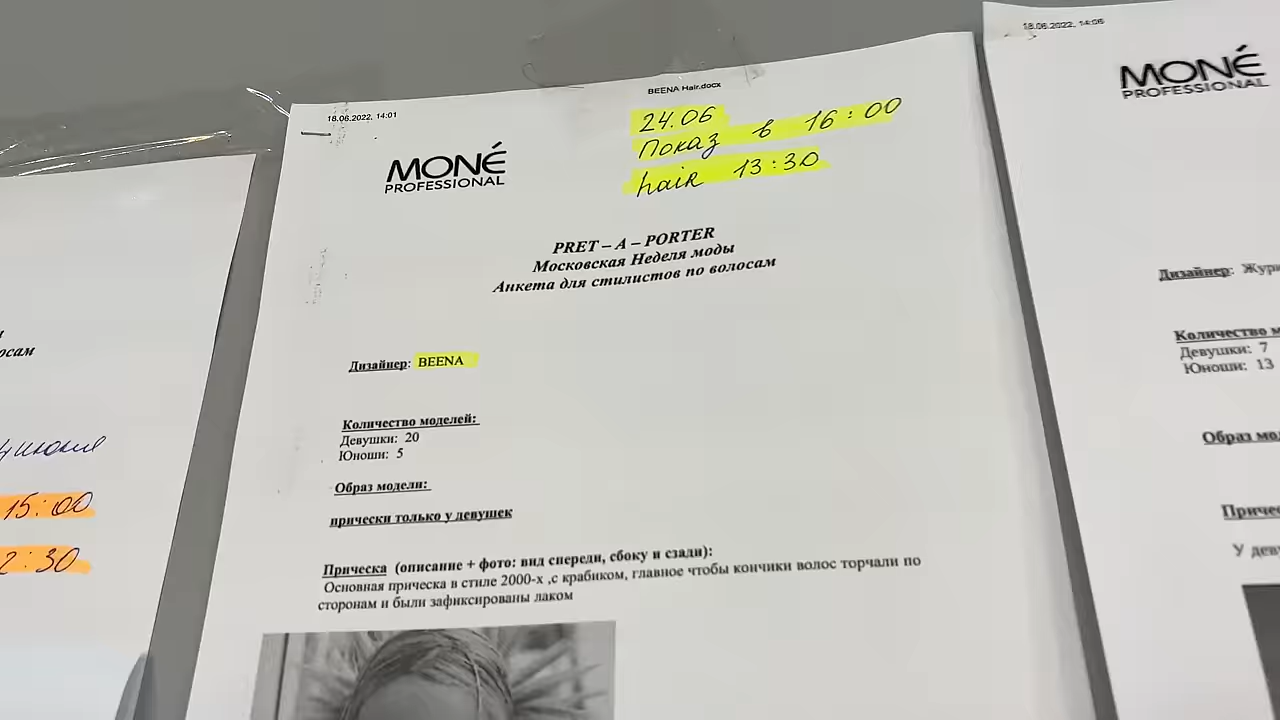 осам
15:00
2:30
18.06.2022, 14:01
BEENA Hair.docx
24.06
Показ в 16:00
hair 13:30
MONÉ
PROFESSIONAL
PRET – A – PORTER
Московская Неделя моды
Анкета для стилистов по волосам
Дизайнер: BEENA
Количество моделей:
Девушки: 20
Юноши: 5
Образ модели:
прически только у девушек
Прическа (описание + фото: вид спереди, сбоку и сзади):
Основная прическа в стиле 2000-х ,с крабиком, главное чтобы кончики волос торчали по
сторонам и были зафиксированы лаком
18.06.2022, 14:06
MONÉ
PROFESSIONAL
Дизайнер: Жури
Количество м
Девушки: 7
Юноши: 13
Образ мо
Причес
У дев